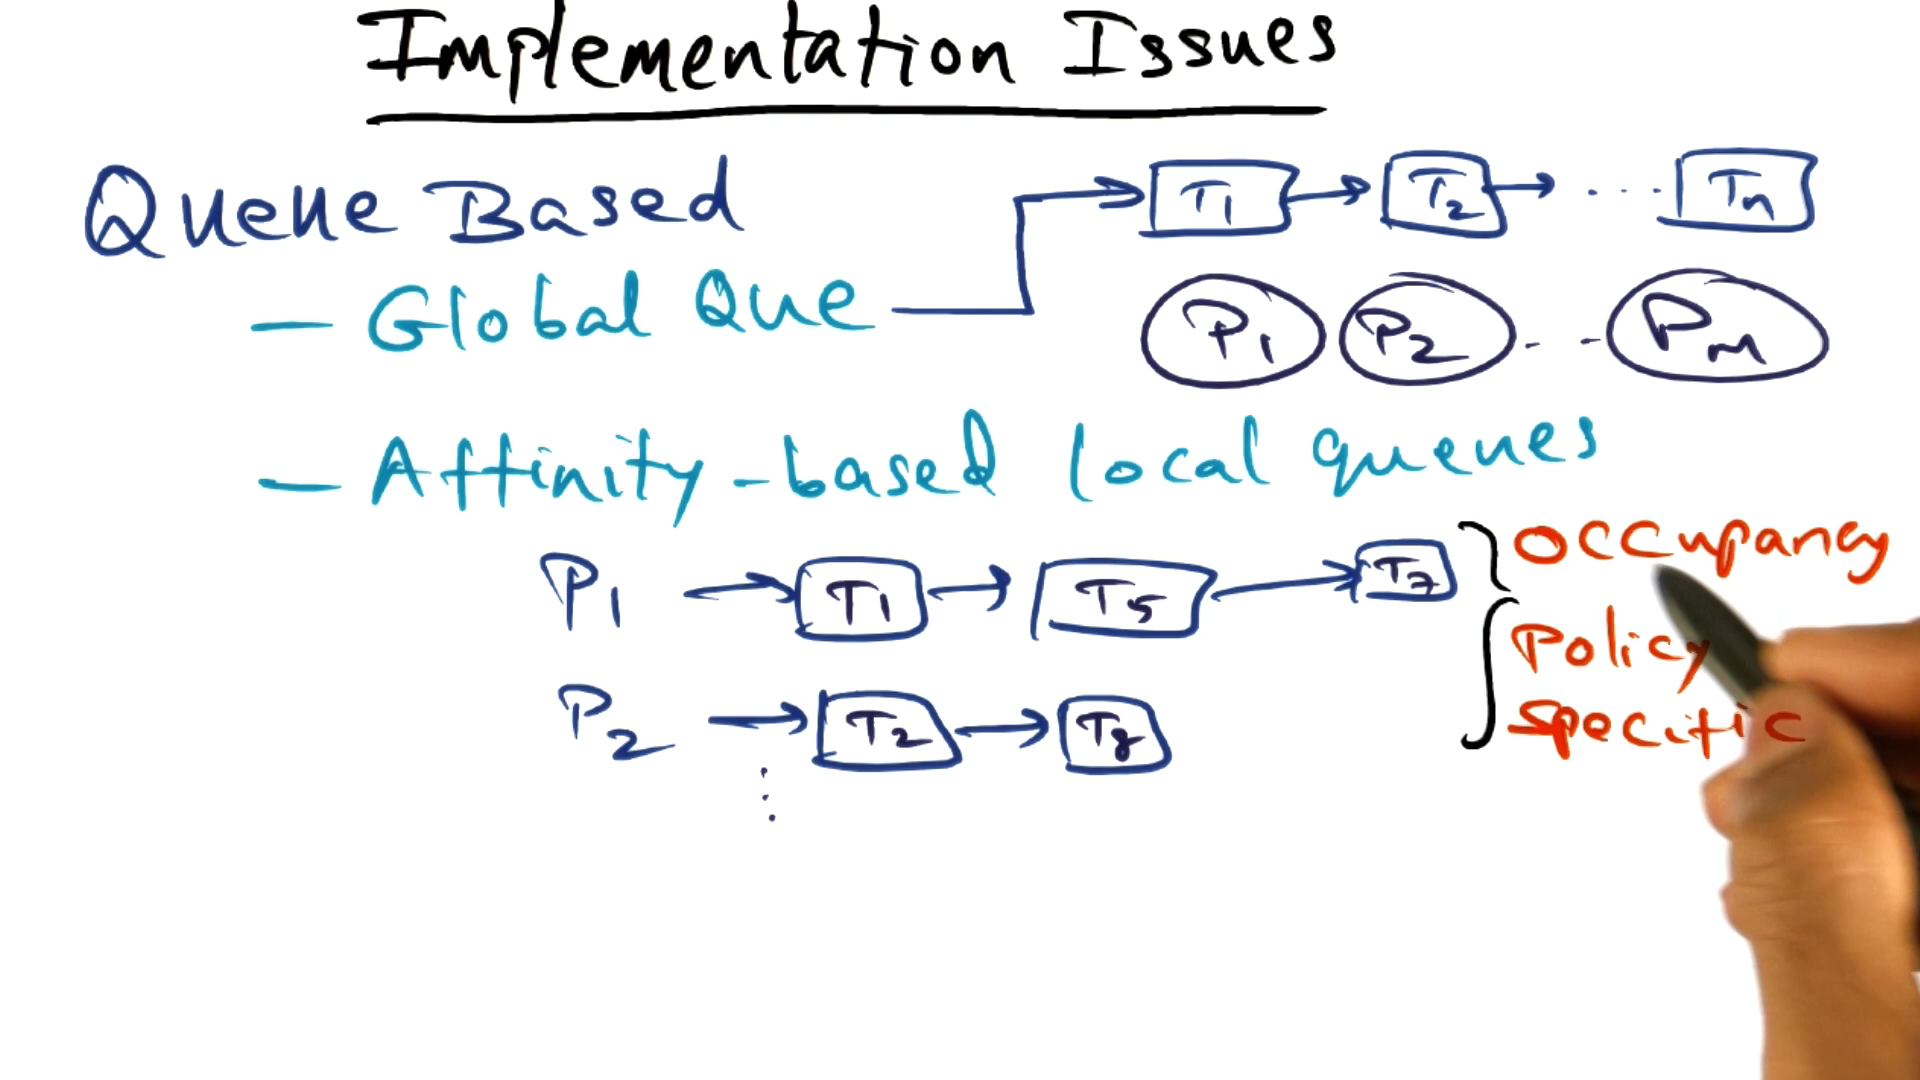 Implementation Issues
Queue Based
T1 T2 ... Tn
- Global Que
P1 P2 .. Pm
- Affinity-based local queues
P1 T1 T5 T7
occupancy
Policy
specific
P2 T2 T8